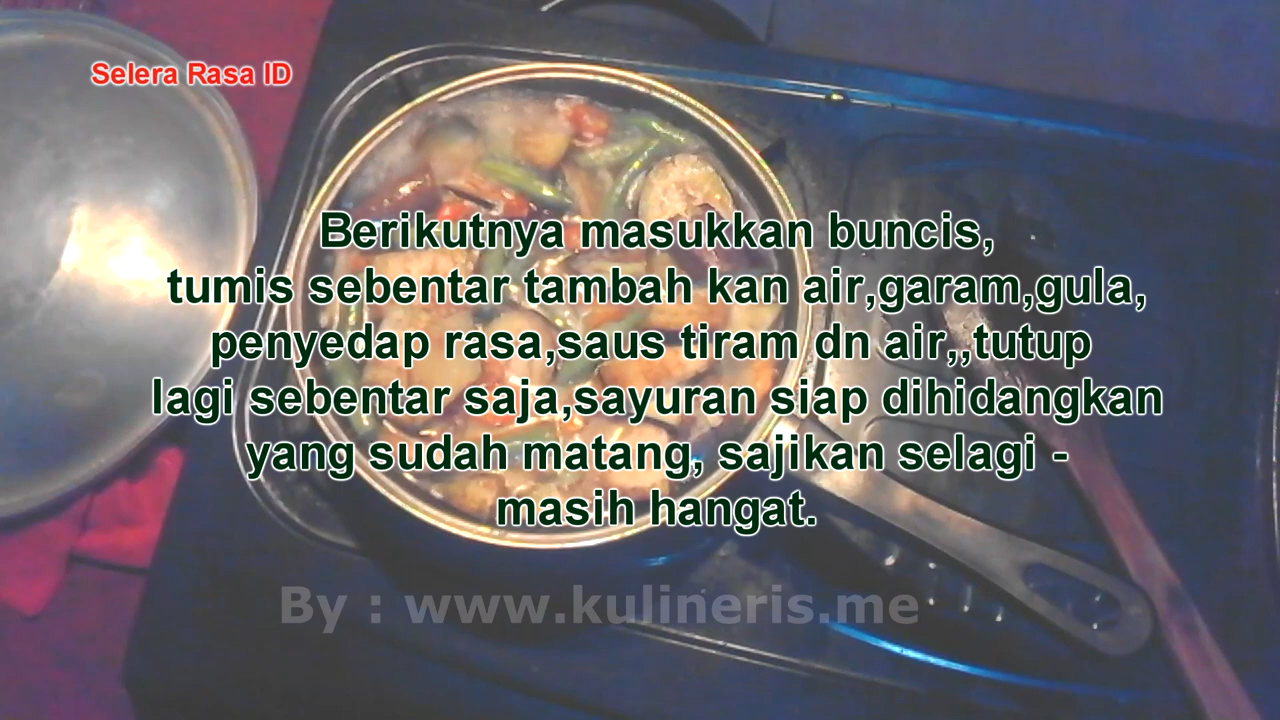 Selera Rasa ID
Berikutnya masukkan buncis,
tumis sebentar tambah kan air,garam,gula,
penyedap rasa,saus tiram dn air,,tutup
lagi sebentar saja,sayuran siap dihidangkan
yang sudah matang, sajikan selagi -
masih hangat.
By : www.kulineris.me